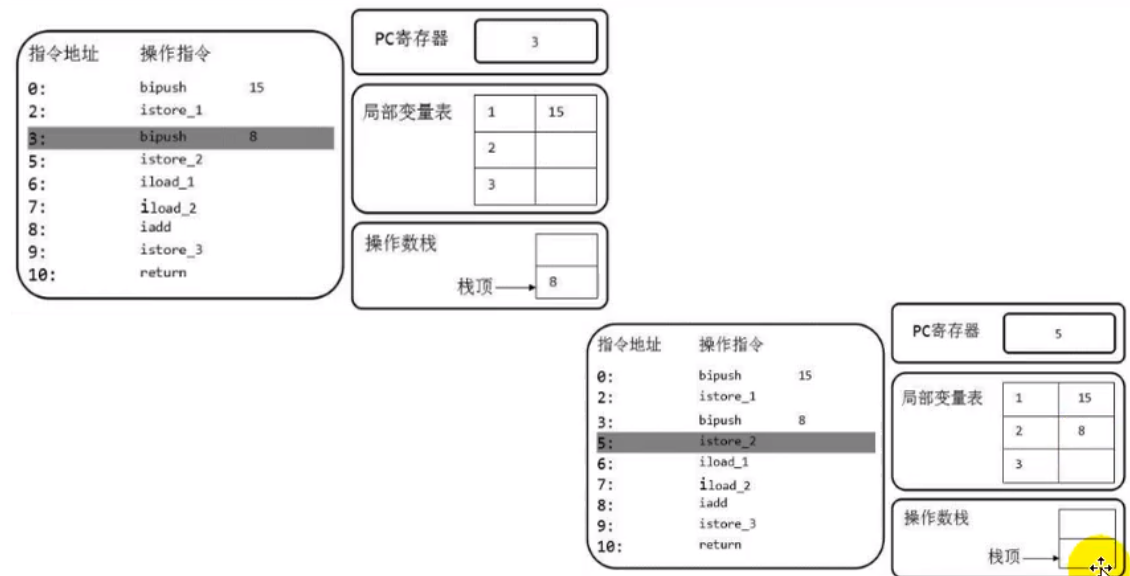 指令地址 操作指令
0: bipush 15
2: istore_1
3: bipush 8
5: istore_2
6: iload_1
7: iload_2
8: iadd
9: istore_3
10: return
PC寄存器 3
局部变量表 1 15
2
3
操作数栈
栈顶 8
指令地址 操作指令
0: bipush 15
2: istore_1
3: bipush 8
5: istore_2
6: iload_1
7: iload_2
8: iadd
9: istore_3
10: return
PC寄存器 5
局部变量表 1 15
2 8
3
操作数栈
栈顶